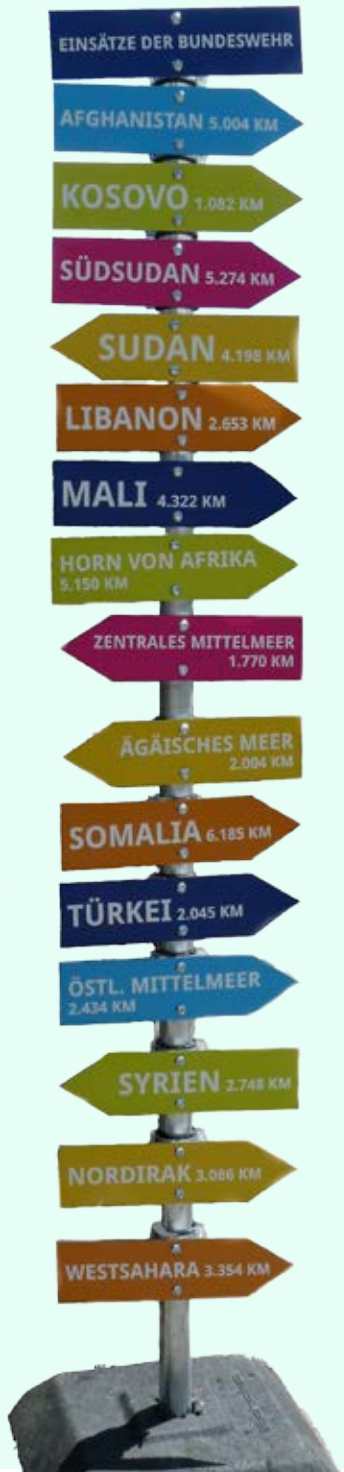 EINSÄTZE DER BUNDESWEHR
AFGHANISTAN 5.004 KM
KOSOVO 1.082 KM
SÜDSUDAN 5.274 KM
SUDAN 4.198 KM
LIBANON 2.653 KM
MALI 4.322 KM
HORN VON AFRIKA
5.150 KM
ZENTRALES MITTELMEER
1.770 KM
ÄGÄISCHES MEER
2.004 KM
SOMALIA 6.185 KM
TÜRKEI 2.045 KM
ÖSTL. MITTELMEER
2.434 KM
SYRIEN 2.748 KM
NORDIRAK 3.086 KM
WESTSAHARA 3.354 KM